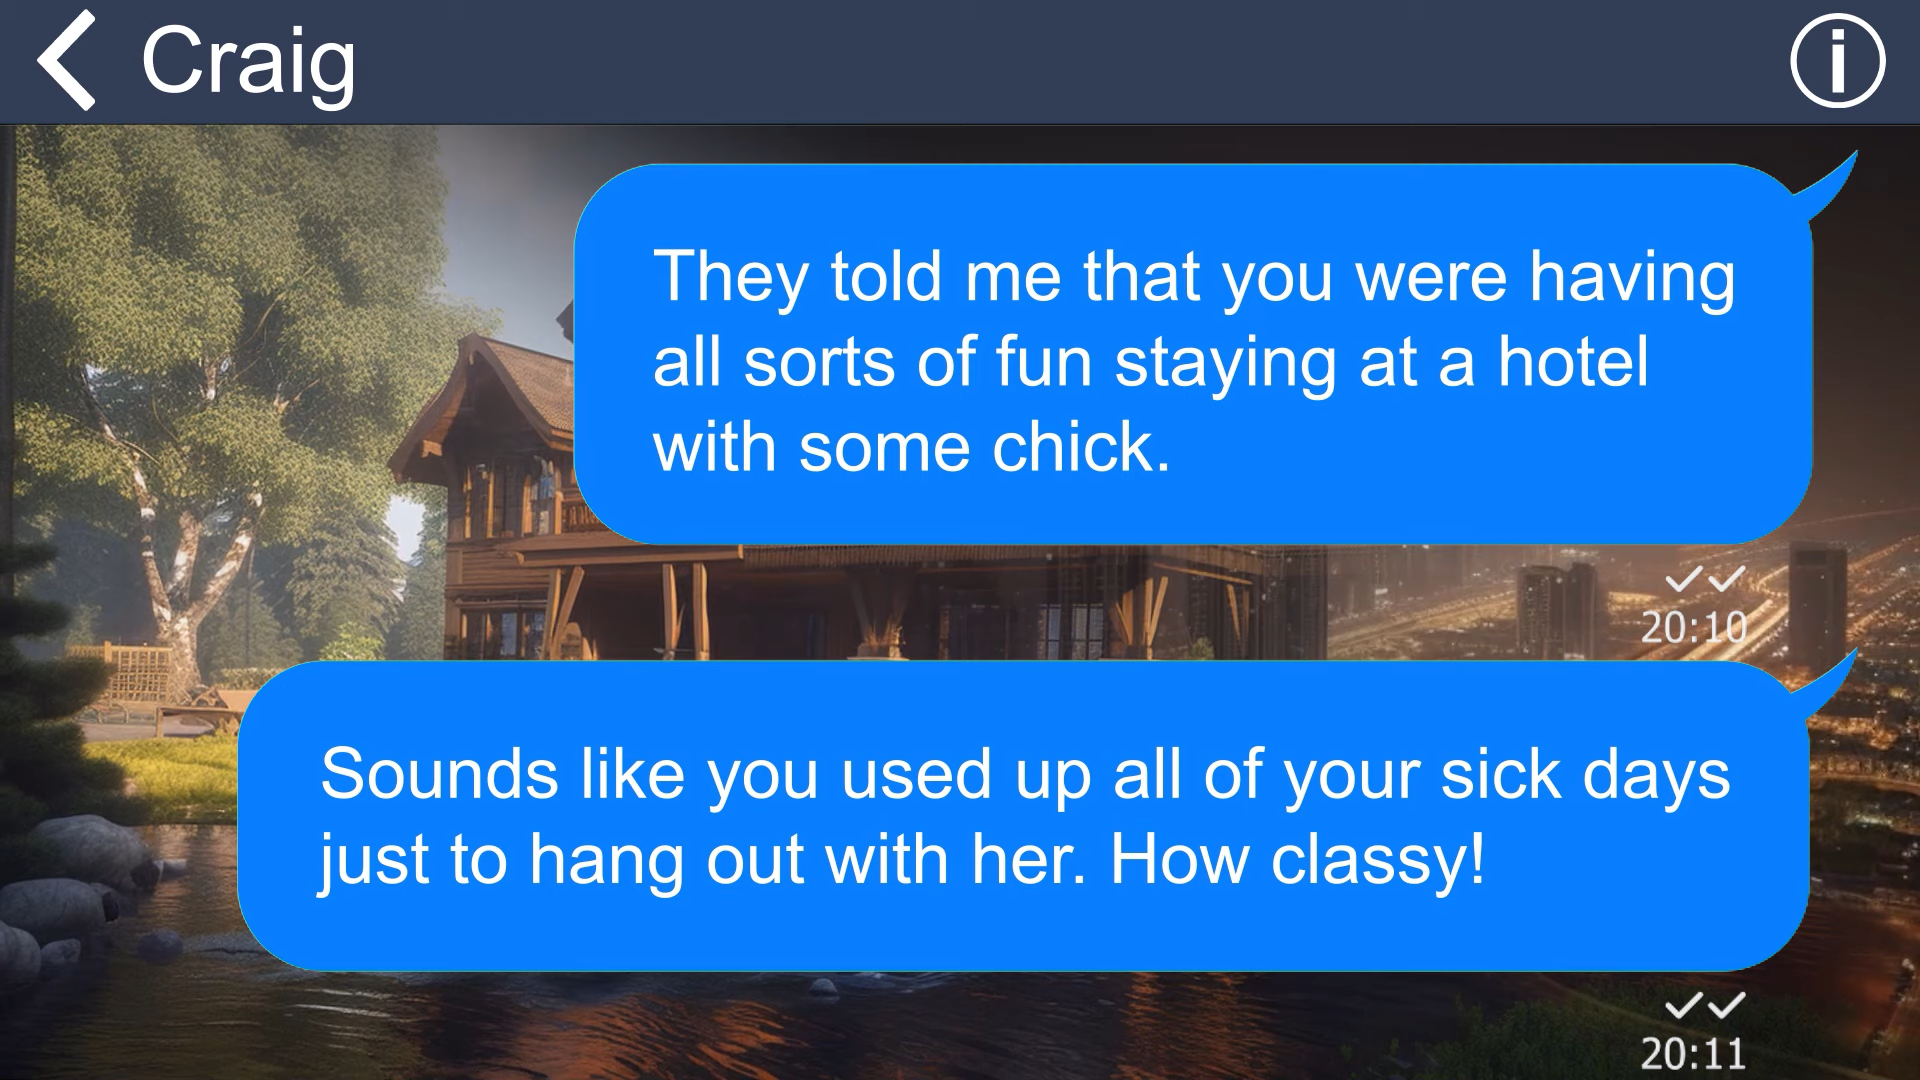 Craig
They told me that you were having
all sorts of fun staying at a hotel
with some chick.
20:10
Sounds like you used up all of your sick days
just to hang out with her. How classy!
20:11